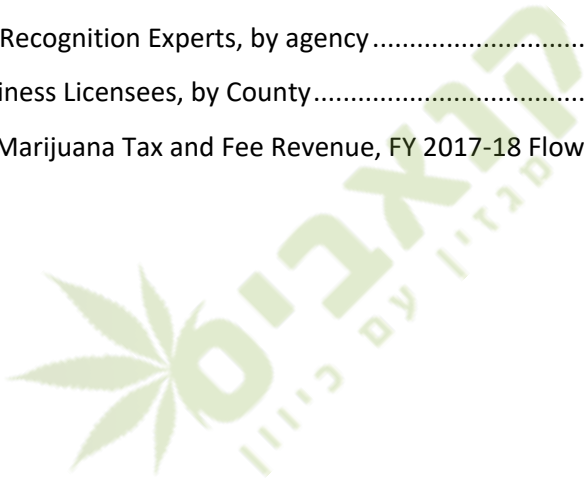 Recognition Experts, by agency..............................
iness Licensees, by County.......................................
Marijuana Tax and Fee Revenue, FY 2017-18 Flow
קנאביס
מגזין עם כיוון